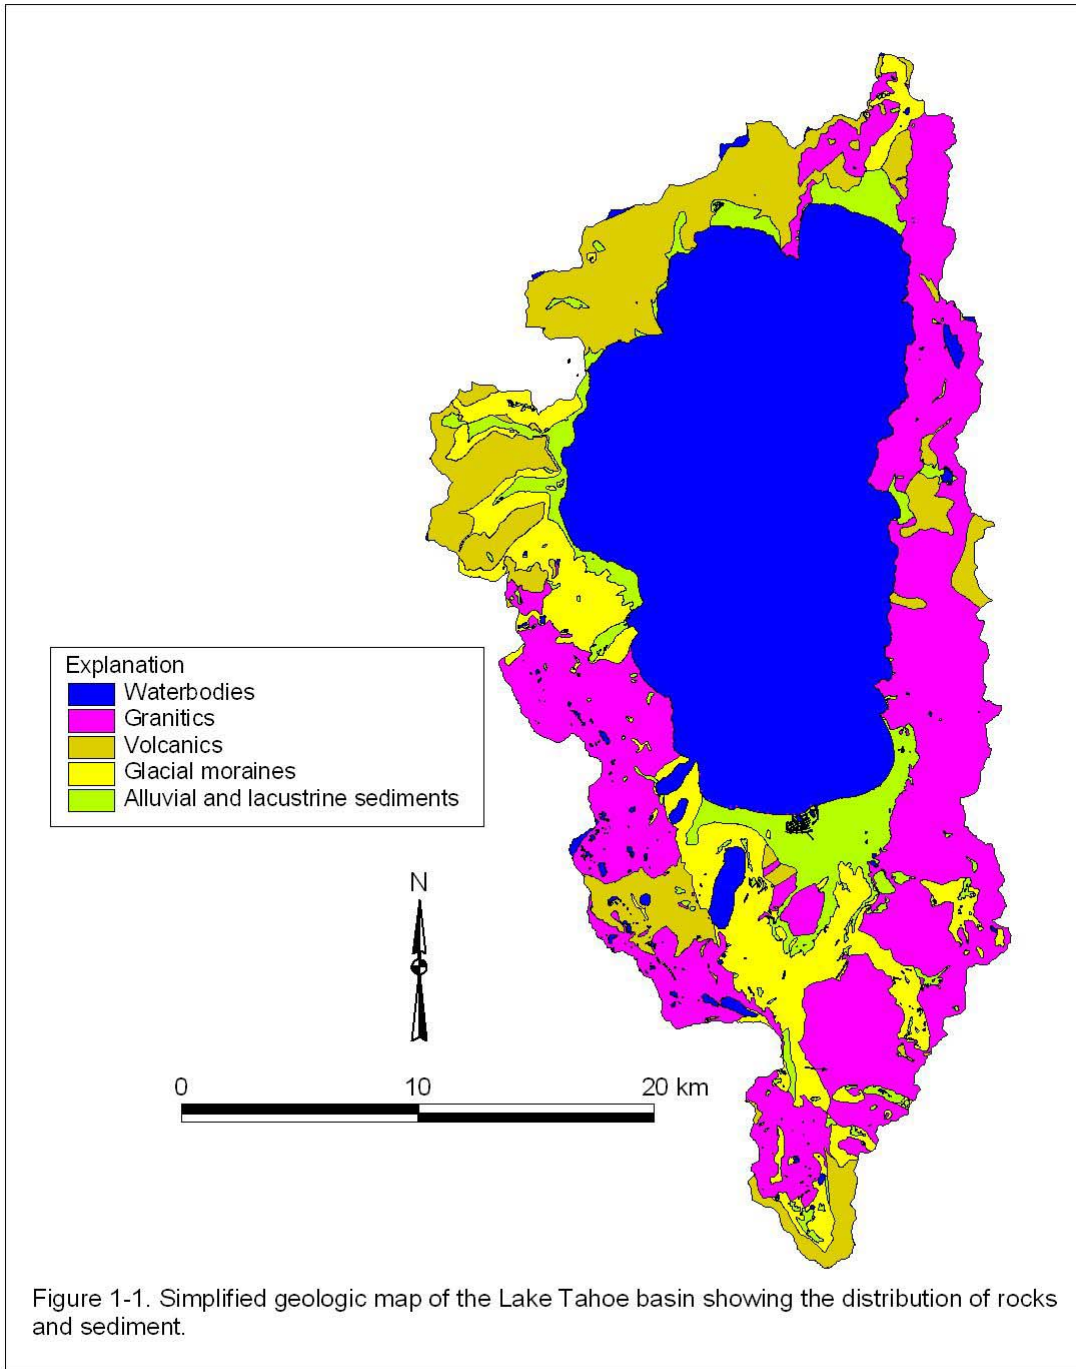 Explanation
Waterbodies
Granitics
Volcanics
Glacial moraines
Alluvial and lacustrine sediments
N
0 10 20 km
Figure 1-1. Simplified geologic map of the Lake Tahoe basin showing the distribution of rocks
and sediment.